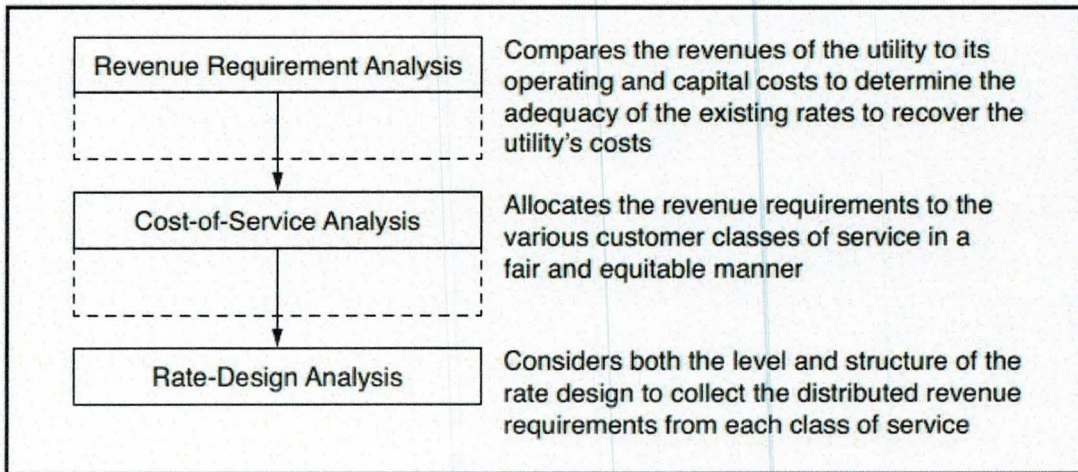 Revenue Requirement Analysis
Compares the revenues of the utility to its
operating and capital costs to determine the
adequacy of the existing rates to recover the
utility's costs
Cost-of-Service Analysis
Allocates the revenue requirements to the
various customer classes of service in a
fair and equitable manner
Rate-Design Analysis
Considers both the level and structure of the
rate design to collect the distributed revenue
requirements from each class of service